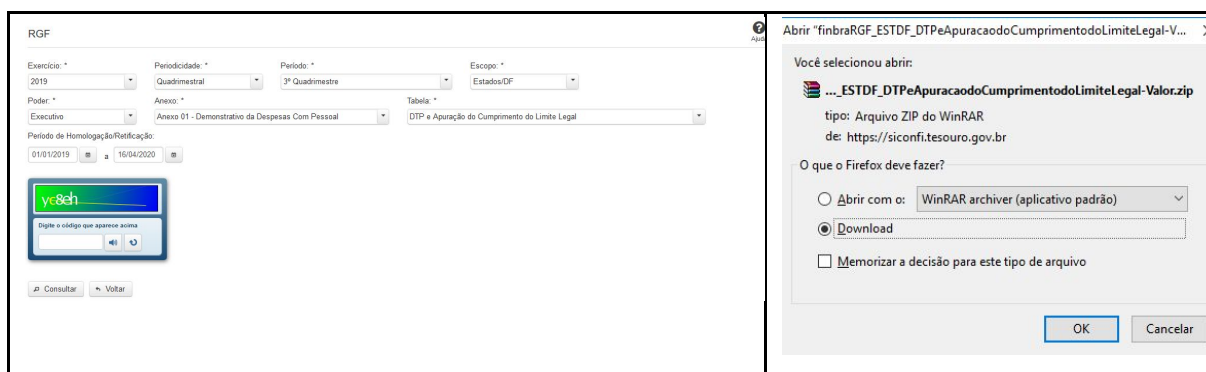 RGF
Ajuda
Exercício: * Periodicidade: * Período: * Escopo: *
2019 Quadrimestral 3º Quadrimestre Estados/DF
Poder: * Anexo: * Tabela: *
Executivo Anexo 01 - Demonstrativo da Despesas Com Pessoal DTP e Apuração do Cumprimento do Limite Legal
Período de Homologação/Retificação:
01/01/2019 a 16/04/2020
yc8eh
Digite o código que aparece acima
Consultar Voltar
Abrir "finbraRGF_ESTDF_DTPeApuracaodoCumprimentodoLimiteLegal-V...
Você selecionou abrir:
..._ESTDF_DTPeApuracaodoCumprimentodoLimiteLegal-Valor.zip
tipo: Arquivo ZIP do WinRAR
de: https://siconfi.tesouro.gov.br
O que o Firefox deve fazer?
Abrir com o: WinRAR archiver (aplicativo padrão)
Download
Memorizar a decisão para este tipo de arquivo
OK Cancelar